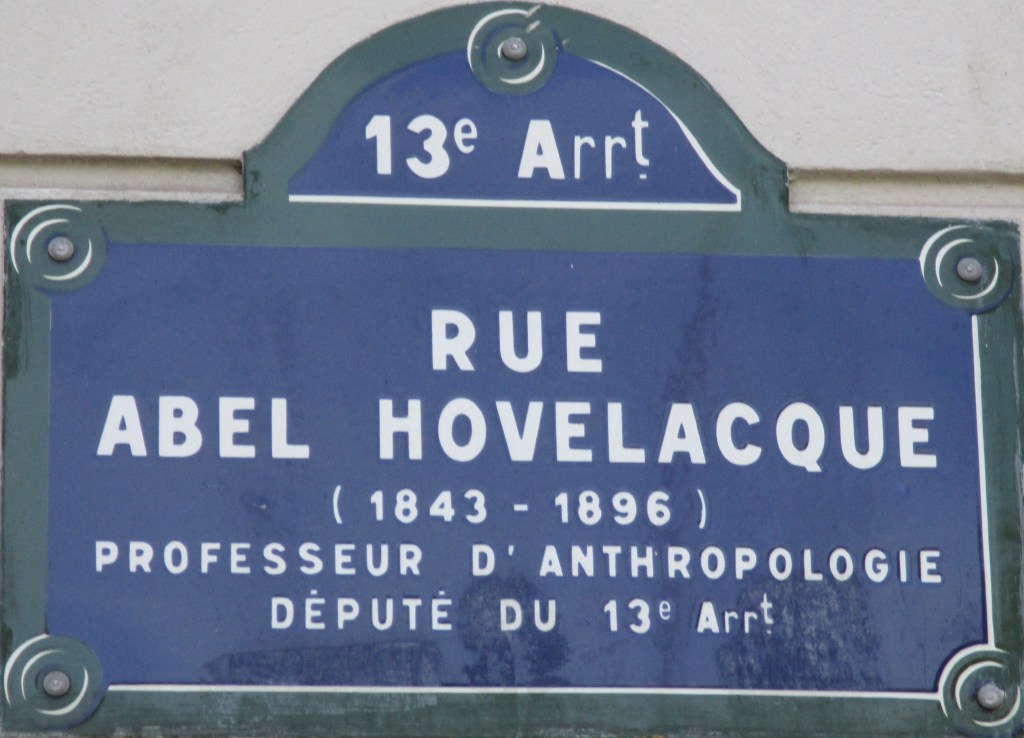 13e Arrt
RUE
ABEL HOVELACQUE
( 1843 - 1896 )
PROFESSEUR D'ANTHROPOLOGIE
DÉPUTÉ DU 13e Arrt